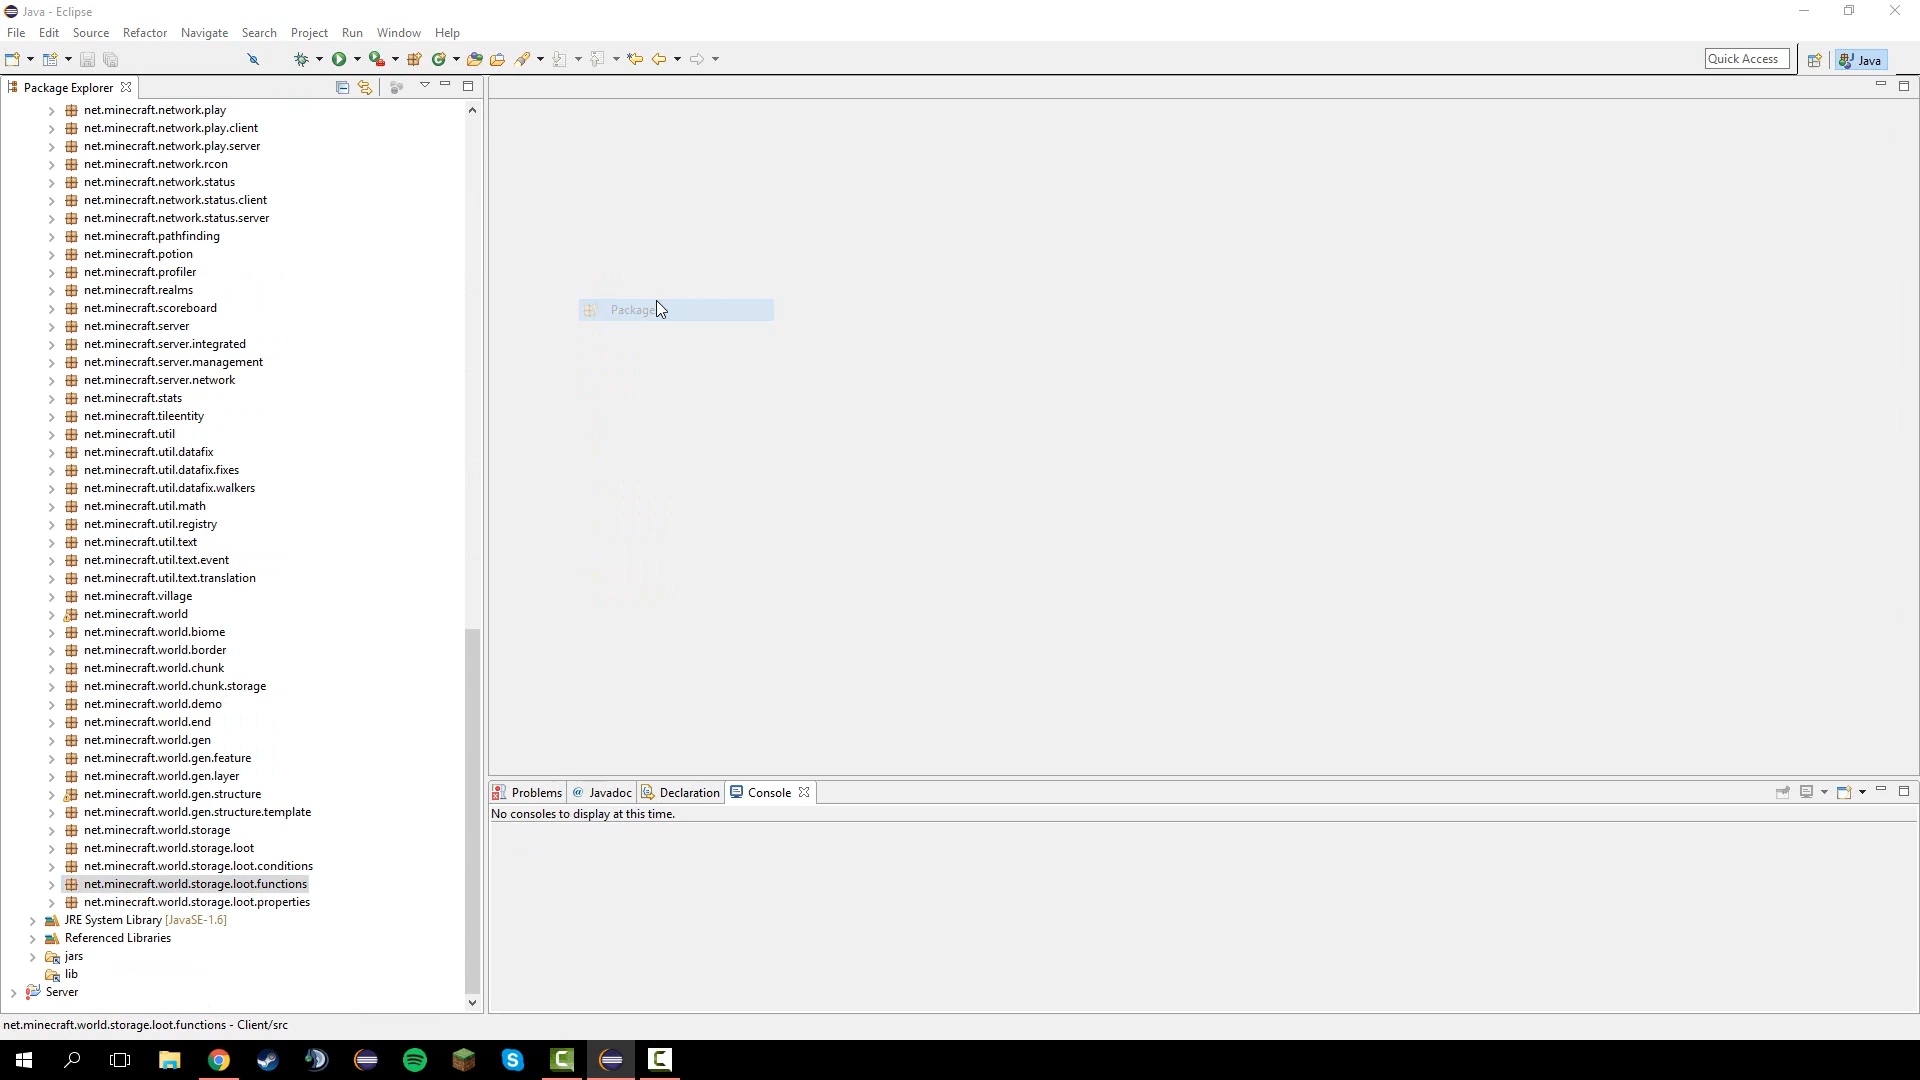 Java - Eclipse
File Edit Source Refactor Navigate Search Project Run Window Help
Quick Access
Java
Package Explorer
net.minecraft.network.play
net.minecraft.network.play.client
net.minecraft.network.play.server
net.minecraft.network.rcon
net.minecraft.network.status
net.minecraft.network.status.client
net.minecraft.network.status.server
net.minecraft.pathfinding
net.minecraft.potion
net.minecraft.profiler
net.minecraft.realms
net.minecraft.scoreboard
net.minecraft.server
net.minecraft.server.integrated
net.minecraft.server.management
net.minecraft.server.network
net.minecraft.stats
net.minecraft.tileentity
net.minecraft.util
net.minecraft.util.datafix
net.minecraft.util.datafix.fixes
net.minecraft.util.datafix.walkers
net.minecraft.util.math
net.minecraft.util.registry
net.minecraft.util.text
net.minecraft.util.text.event
net.minecraft.util.text.translation
net.minecraft.village
net.minecraft.world
net.minecraft.world.biome
net.minecraft.world.border
net.minecraft.world.chunk
net.minecraft.world.chunk.storage
net.minecraft.world.demo
net.minecraft.world.end
net.minecraft.world.gen
net.minecraft.world.gen.feature
net.minecraft.world.gen.layer
net.minecraft.world.gen.structure
net.minecraft.world.gen.structure.template
net.minecraft.world.storage
net.minecraft.world.storage.loot
net.minecraft.world.storage.loot.conditions
net.minecraft.world.storage.loot.functions
net.minecraft.world.storage.loot.properties
JRE System Library [JavaSE-1.6]
Referenced Libraries
jars
lib
Server
Package
Problems Javadoc Declaration Console
No consoles to display at this time.
net.minecraft.world.storage.loot.functions - Client/src